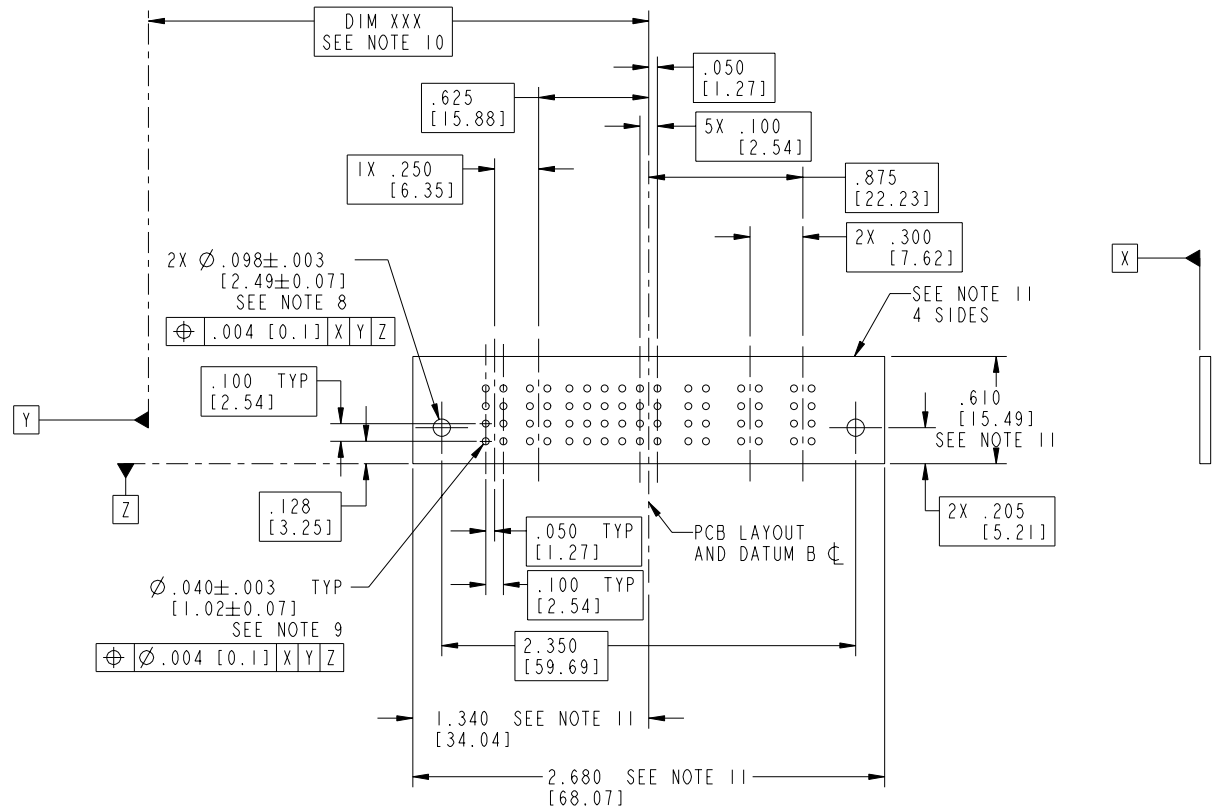 DIM XXX
SEE NOTE 10
.050
[1.27]
.625
[15.88]
5X .100
[2.54]
1X .250
[6.35]
.875
[22.23]
2X .300
[7.62]
2X Ø.098±.003
[2.49±0.07]
SEE NOTE 8
⌖ .004 [0.1] X Y Z
X
SEE NOTE 11
4 SIDES
.100 TYP
[2.54]
Y
.610
[15.49]
SEE NOTE 11
Z
.128
[3.25]
2X .205
[5.21]
.050 TYP
[1.27]
PCB LAYOUT
AND DATUM B ℄
Ø.040±.003 TYP
[1.02±0.07]
SEE NOTE 9
⌖ Ø.004 [0.1] X Y Z
.100 TYP
[2.54]
2.350
[59.69]
1.340 SEE NOTE 11
[34.04]
2.680 SEE NOTE 11
[68.07]